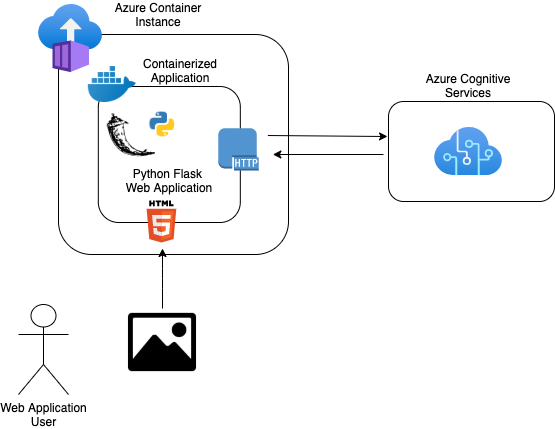 Azure Container
Instance
Containerized
Application
Azure Cognitive
Services
HTTP
Python Flask
Web Application
HTML
5
Web Application
User